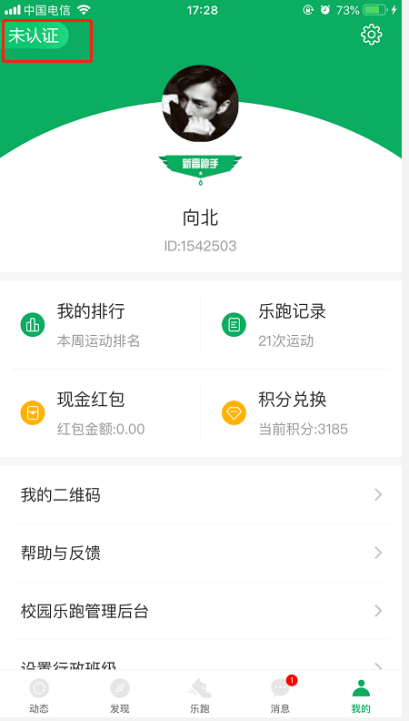 中国电信 17:28 73%
未认证
新晋跑手
向北
ID:1542503
我的排行 乐跑记录
本周运动排名 21次运动
现金红包 积分兑换
红包金额:0.00 当前积分:3185
我的二维码
帮助与反馈
校园乐跑管理后台
设置行政班级
1
动态 发现 乐跑 消息 我的